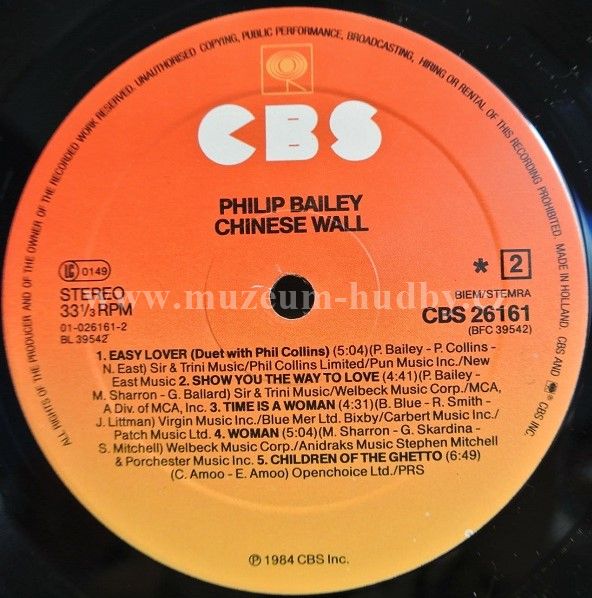 ALL RIGHTS OF THE PRODUCER AND OF THE OWNER OF THE RECORDED WORK RESERVED. UNAUTHORISED COPYING, PUBLIC PERFORMANCE, BROADCASTING, HIRING OR RENTAL OF THIS RECORDING PROHIBITED. MADE IN HOLLAND. CBS AND CBS INC.
CBS
PHILIP BAILEY
CHINESE WALL
LC 0149
STEREO
33⅓ RPM
01-026161-2
BL 39542
* 2
BIEM/STEMRA
CBS 26161
(BFC 39542)
www.muzeum-hudby.cz
1. EASY LOVER (Duet with Phil Collins) (5:04)(P. Bailey - P. Collins -
N. East) Sir & Trini Music/Phil Collins Limited/Pun Music Inc./New
East Music 2. SHOW YOU THE WAY TO LOVE (4:41)(P. Bailey -
M. Sharron - G. Ballard) Sir & Trini Music/Welbeck Music Corp./MCA,
A Div. of MCA, Inc. 3. TIME IS A WOMAN (4:31)(B. Blue - R. Smith -
J. Littman) Virgin Music Inc./Blue Mer Ltd. Bixby/Carbert Music Inc./
Patch Music Ltd. 4. WOMAN (5:04)(M. Sharron - G. Skardina -
S. Mitchell) Welbeck Music Corp./Anidraks Music Stephen Mitchell
& Porchester Music Inc. 5. CHILDREN OF THE GHETTO (6:49)
(C. Amoo - E. Amoo) Openchoice Ltd./PRS
℗ 1984 CBS Inc.